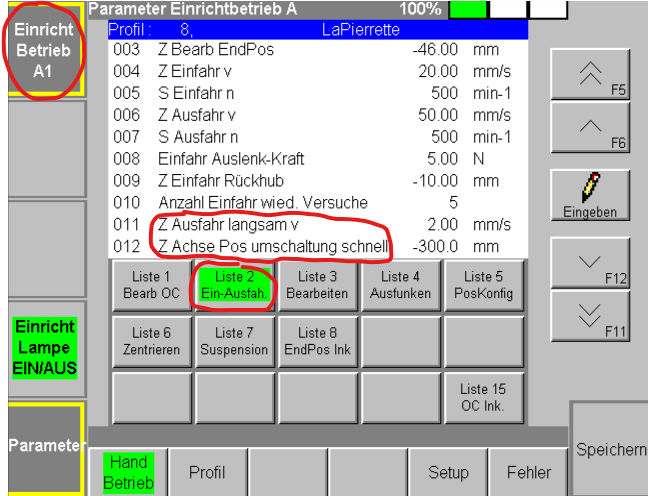 Parameter Einrichtbetrieb A 100%
Einricht
Betrieb
A1
Profil : 8, LaPierrette
003 Z Bearb EndPos -46.00 mm
004 Z Einfahr v 20.00 mm/s
005 S Einfahr n 500 min-1
006 Z Ausfahr v 50.00 mm/s
007 S Ausfahr n 500 min-1
008 Einfahr Auslenk-Kraft 5.00 N
009 Z Einfahr Rückhub -10.00 mm
010 Anzahl Einfahr wied. Versuche 5
011 Z Ausfahr langsam v 2.00 mm/s
012 Z Achse Pos umschaltung schnell -300.0 mm
F5
F6
Eingeben
F12
F11
Liste 1
Bearb OC
Liste 2
Ein-Ausfah.
Liste 3
Bearbeiten
Liste 4
Ausfunken
Liste 5
PosKonfig
Liste 6
Zentrieren
Liste 7
Suspension
Liste 8
EndPos Ink
Liste 15
OC Ink.
Einricht
Lampe
EIN/AUS
Parameter
Hand
Betrieb
Profil
Setup
Fehler
Speichern